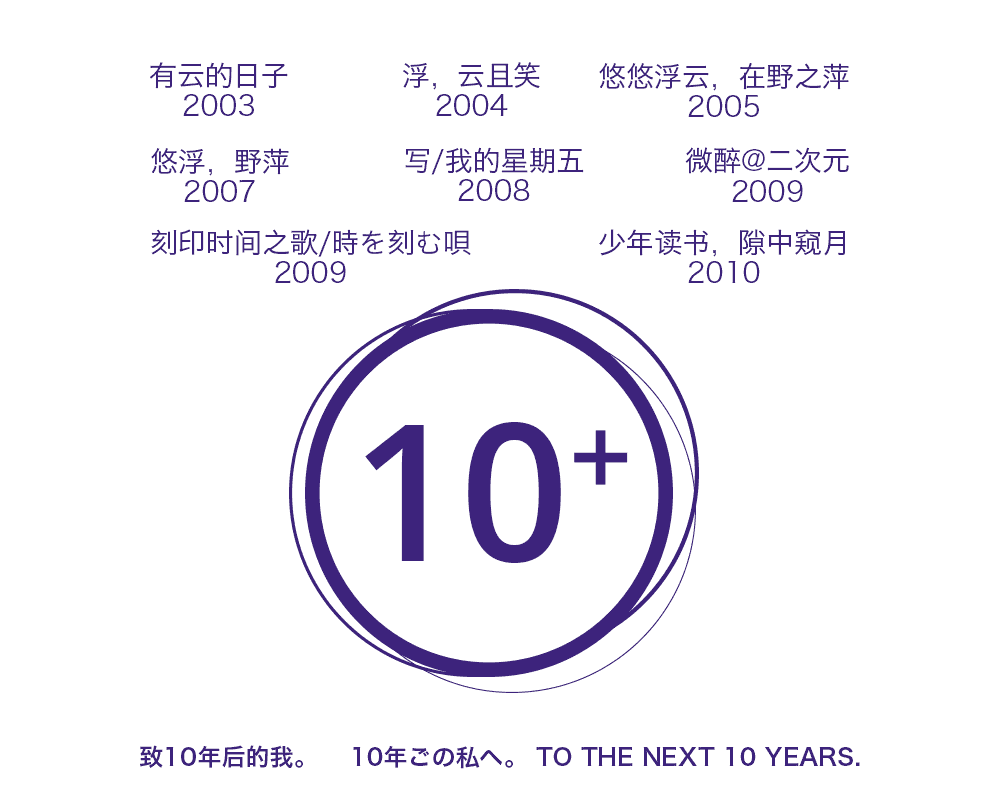 有云的日子
2003
浮，云且笑
2004
悠悠浮云，在野之萍
2005
悠浮，野萍
2007
写/我的星期五
2008
微醉@二次元
2009
刻印时间之歌/時を刻む唄
2009
少年读书，隙中窥月
2010
10+
致10年后的我。 10年ごの私へ。 TO THE NEXT 10 YEARS.